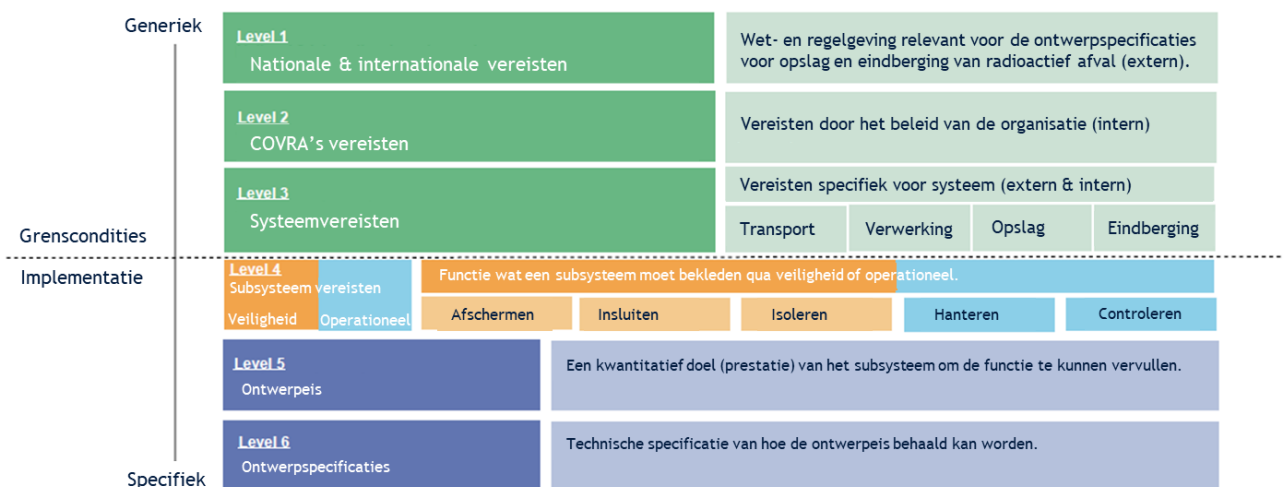 Generiek
Level 1
Nationale & internationale vereisten
Wet- en regelgeving relevant voor de ontwerpspecificaties
voor opslag en eindberging van radioactief afval (extern).
Level 2
COVRA's vereisten
Vereisten door het beleid van de organisatie (intern)
Level 3
Systeemvereisten
Vereisten specifiek voor systeem (extern & intern)
Transport
Verwerking
Opslag
Eindberging
Grenscondities
Implementatie
Level 4
Subsysteem vereisten
Veiligheid
Operationeel
Functie wat een subsysteem moet bekleden qua veiligheid of operationeel.
Afschermen
Insluiten
Isoleren
Hanteren
Controleren
Level 5
Ontwerpeis
Een kwantitatief doel (prestatie) van het subsysteem om de functie te kunnen vervullen.
Level 6
Ontwerpspecificaties
Technische specificatie van hoe de ontwerpeis behaald kan worden.
Specifiek